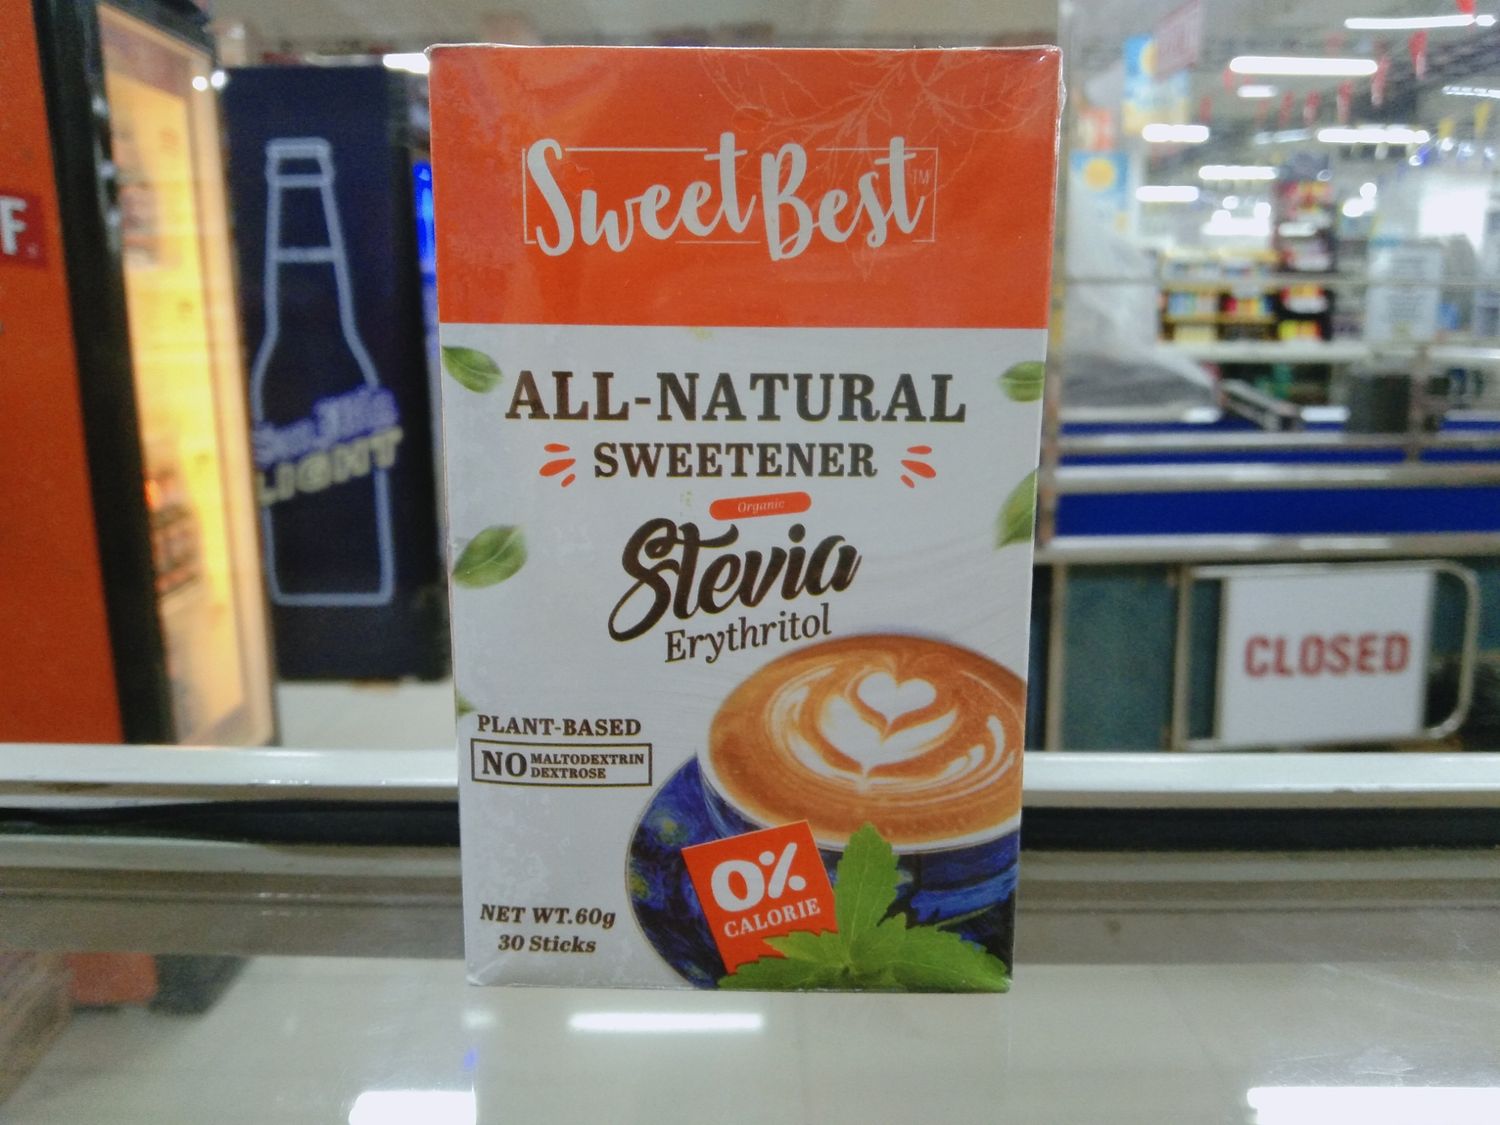 SweetBest
TM
ALL-NATURAL
SWEETENER
Organic
Stevia
Erythritol
PLANT-BASED
NO MALTODEXTRIN
DEXTROSE
0%
CALORIE
NET WT.60g
30 Sticks
LIGHT
CLOSED
F.